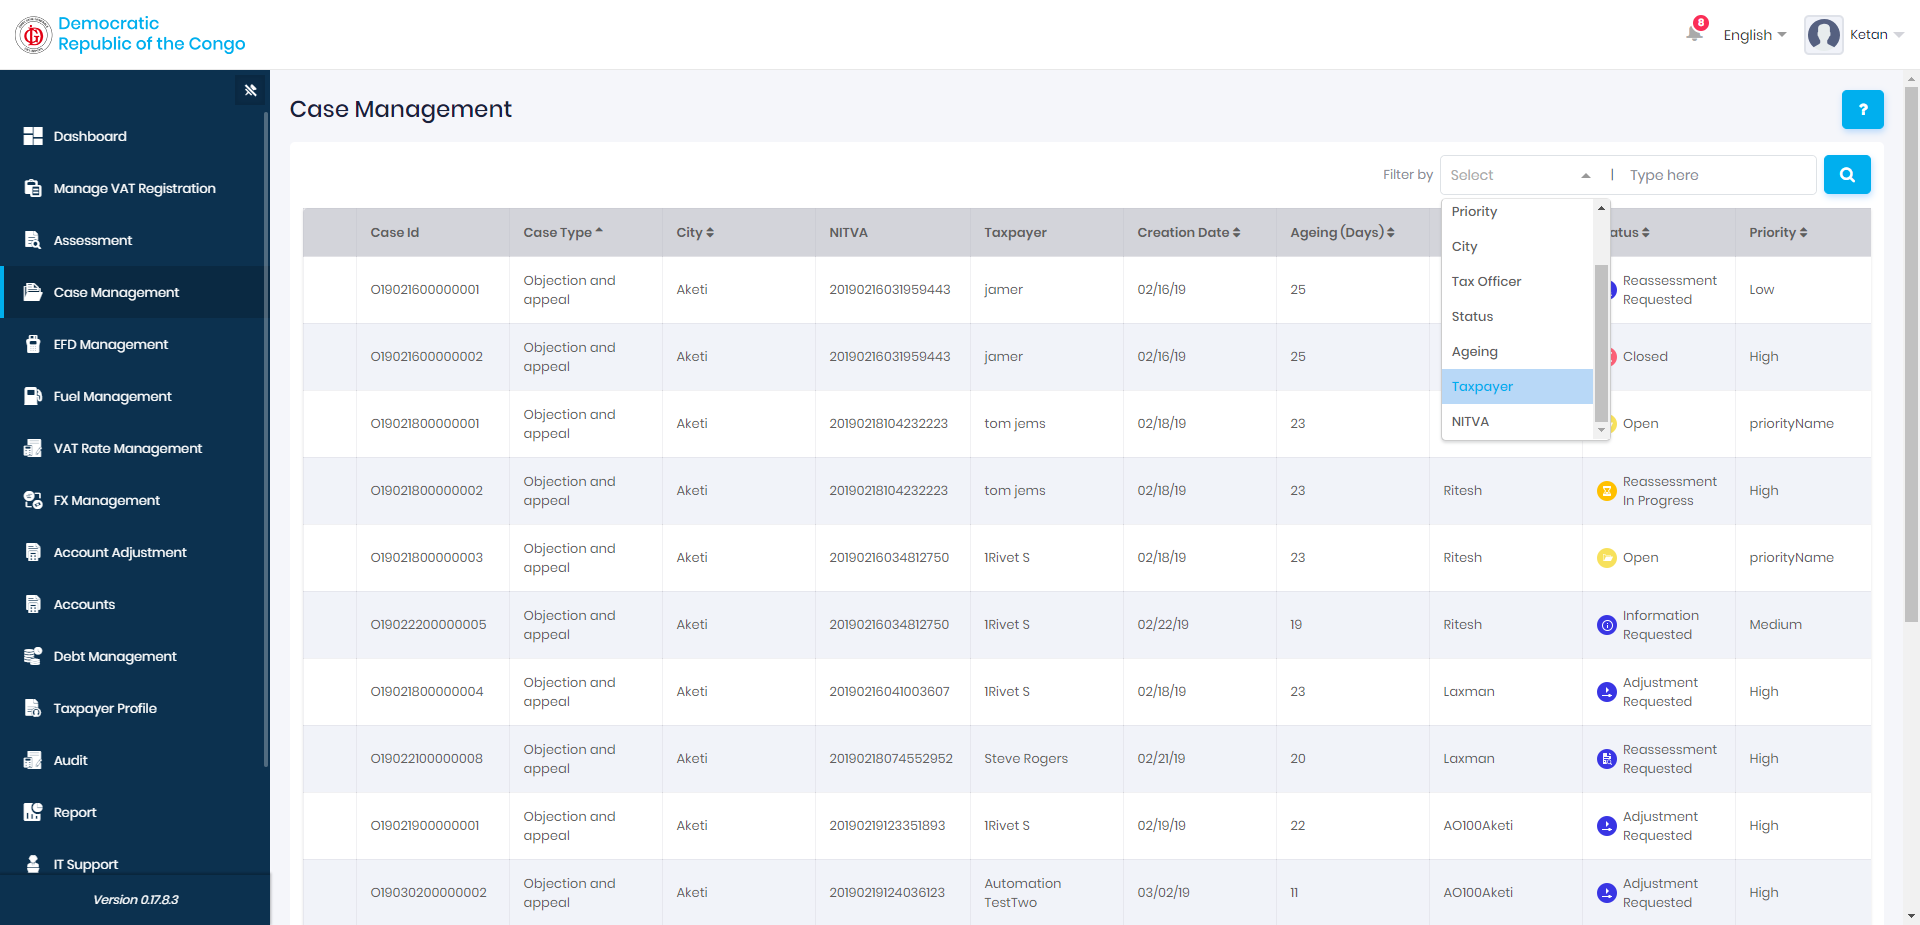 Democratic
Republic of the Congo
8
English
Ketan
Dashboard
Manage VAT Registration
Assessment
Case Management
EFD Management
Fuel Management
VAT Rate Management
FX Management
Account Adjustment
Accounts
Debt Management
Taxpayer Profile
Audit
Report
IT Support
Version 0.17.8.3
Case Management
?
Filter by Select | Type here
Priority
City
Tax Officer
Status
Ageing
Taxpayer
NITVA
Case Id Case Type City NITVA Taxpayer Creation Date Ageing (Days) atus Priority
O19021600000001 Objection and appeal Aketi 20190216031959443 jamer 02/16/19 25 Reassessment Requested Low
O19021600000002 Objection and appeal Aketi 20190216031959443 jamer 02/16/19 25 Closed High
O19021800000001 Objection and appeal Aketi 20190218104232223 tom jems 02/18/19 23 Open priorityName
O19021800000002 Objection and appeal Aketi 20190218104232223 tom jems 02/18/19 23 Ritesh Reassessment In Progress High
O19021800000003 Objection and appeal Aketi 20190216034812750 1Rivet S 02/18/19 23 Ritesh Open priorityName
O19022200000005 Objection and appeal Aketi 20190216034812750 1Rivet S 02/22/19 19 Ritesh Information Requested Medium
O19021800000004 Objection and appeal Aketi 20190216041003607 1Rivet S 02/18/19 23 Laxman Adjustment Requested High
O19022100000008 Objection and appeal Aketi 20190218074552952 Steve Rogers 02/21/19 20 Laxman Reassessment Requested High
O19021900000001 Objection and appeal Aketi 20190219123351893 1Rivet S 02/19/19 22 AO100Aketi Adjustment Requested High
O19030200000002 Objection and appeal Aketi 20190219124036123 Automation TestTwo 03/02/19 11 AO100Aketi Adjustment Requested High